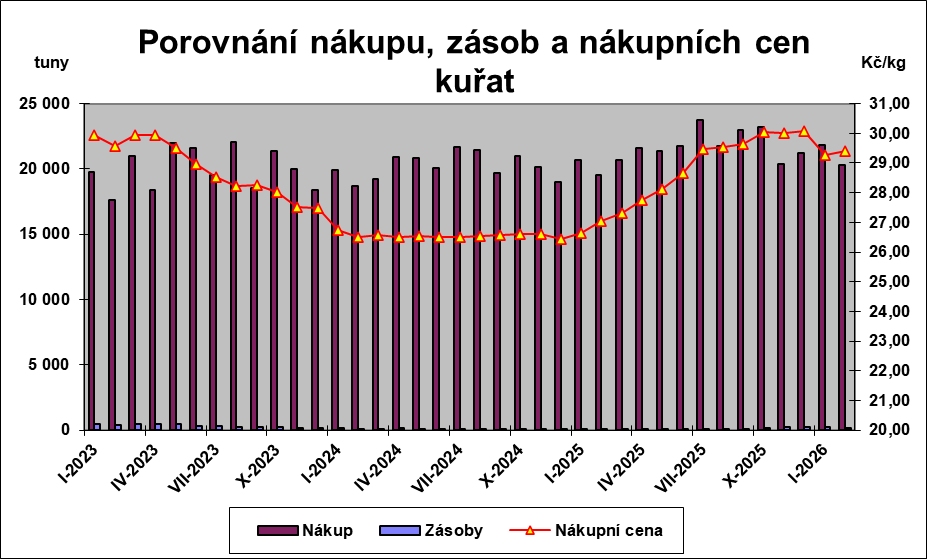 Porovnání nákupu, zásob a nákupních cen
kuřat
tuny
Kč/kg
25 000
20 000
15 000
10 000
5 000
0
31,00
30,00
29,00
28,00
27,00
26,00
25,00
24,00
23,00
22,00
21,00
20,00
I-2023
IV-2023
VII-2023
X-2023
I-2024
IV-2024
VII-2024
X-2024
I-2025
IV-2025
VII-2025
X-2025
I-2026
Nákup
Zásoby
Nákupní cena